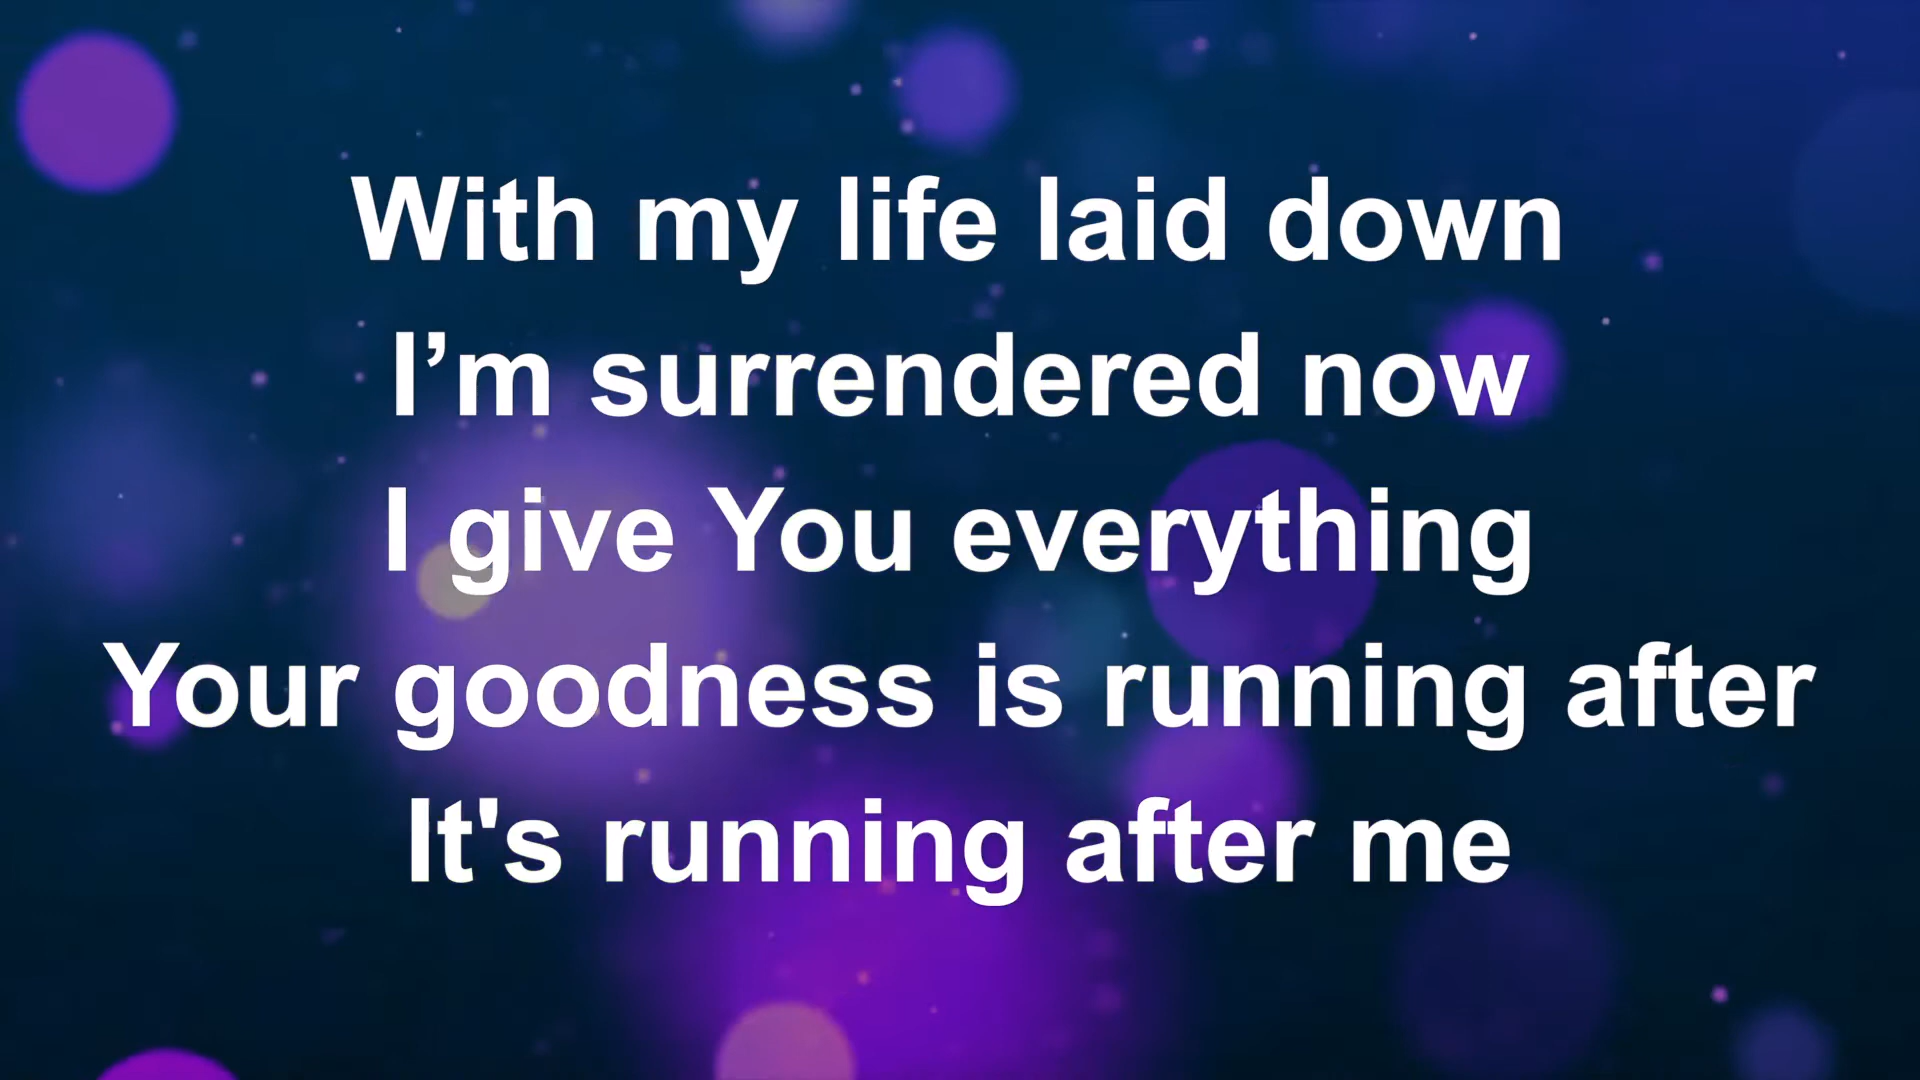 With my life laid down
I’m surrendered now
I give You everything
Your goodness is running after
It's running after me